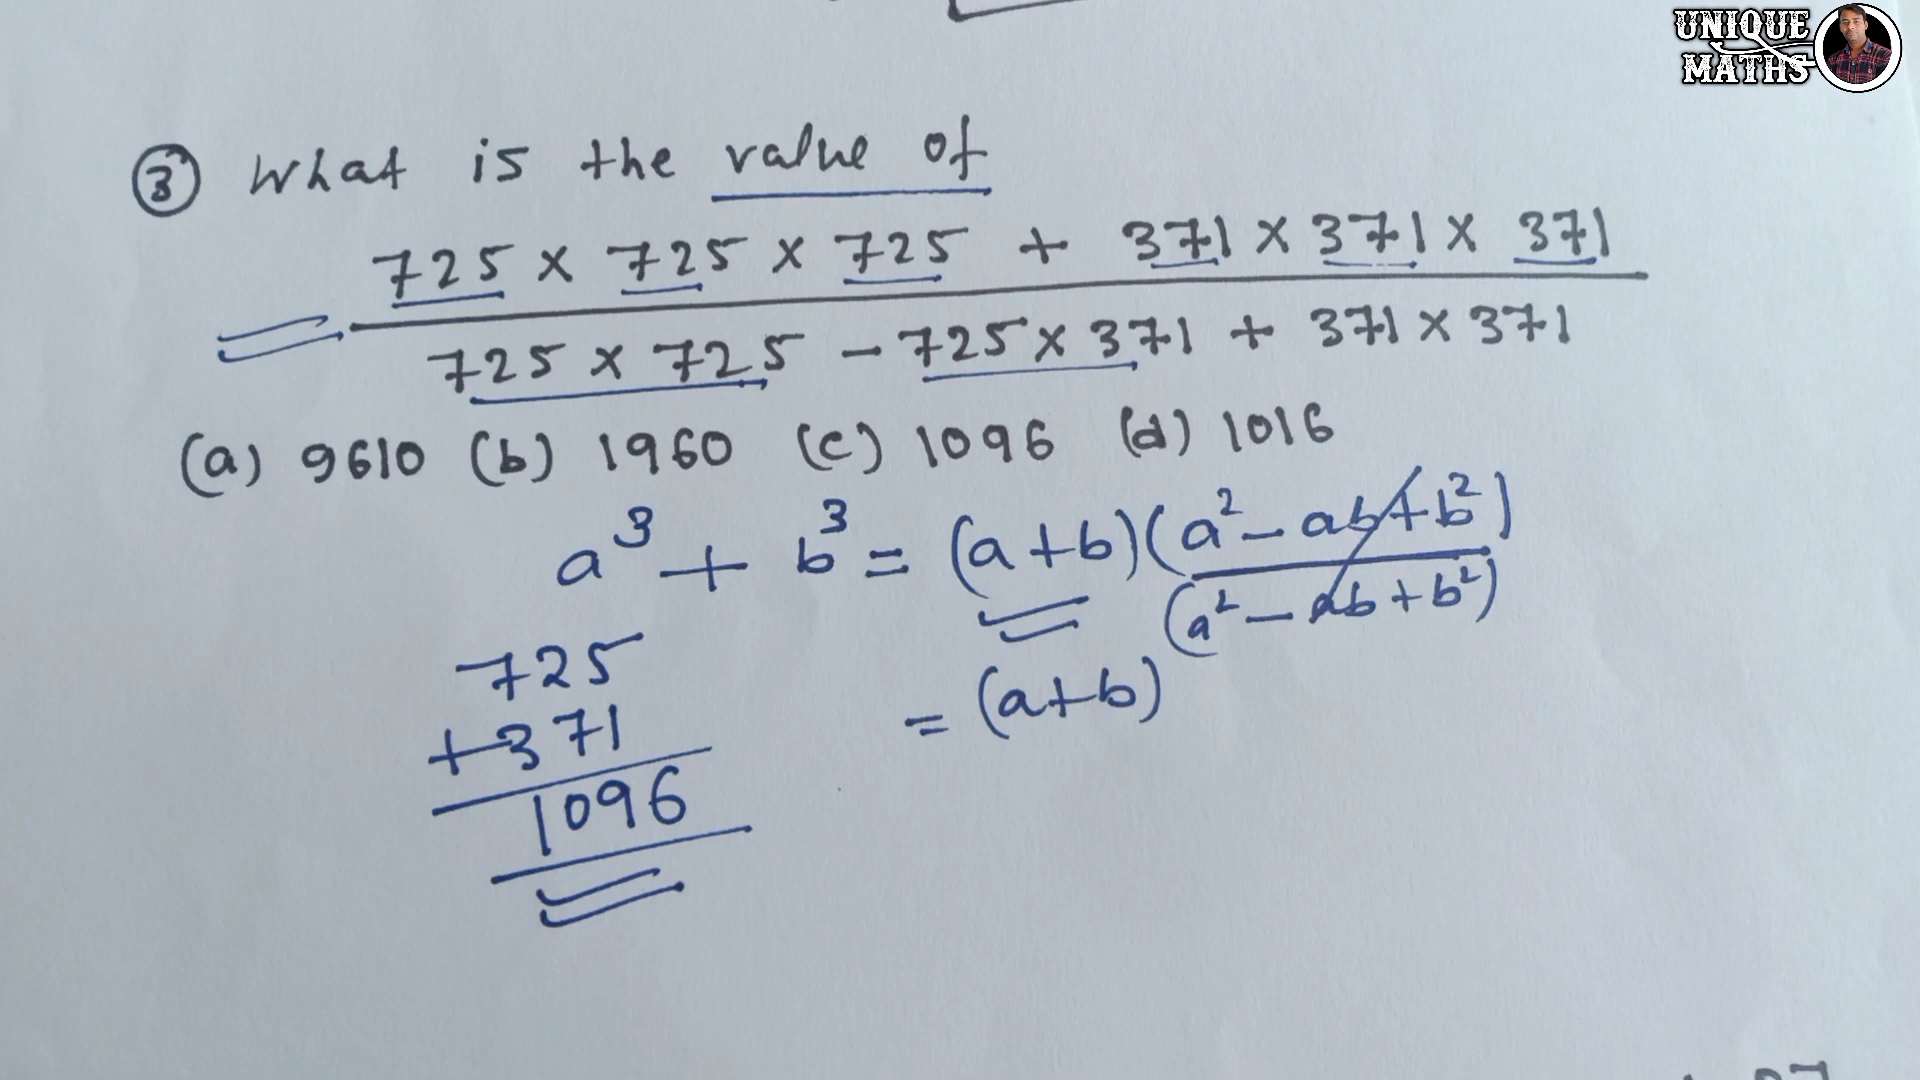 UNIQUE
MATHS
(3) What is the value of
725 × 725 × 725 + 371 × 371 × 371
725 × 725 − 725 × 371 + 371 × 371
(a) 9610 (b) 1960 (c) 1096 (d) 1016
a³ + b³ = (a+b)(a² − ab + b²)
(a² − ab + b²)
725
= (a+b)
+371
1096